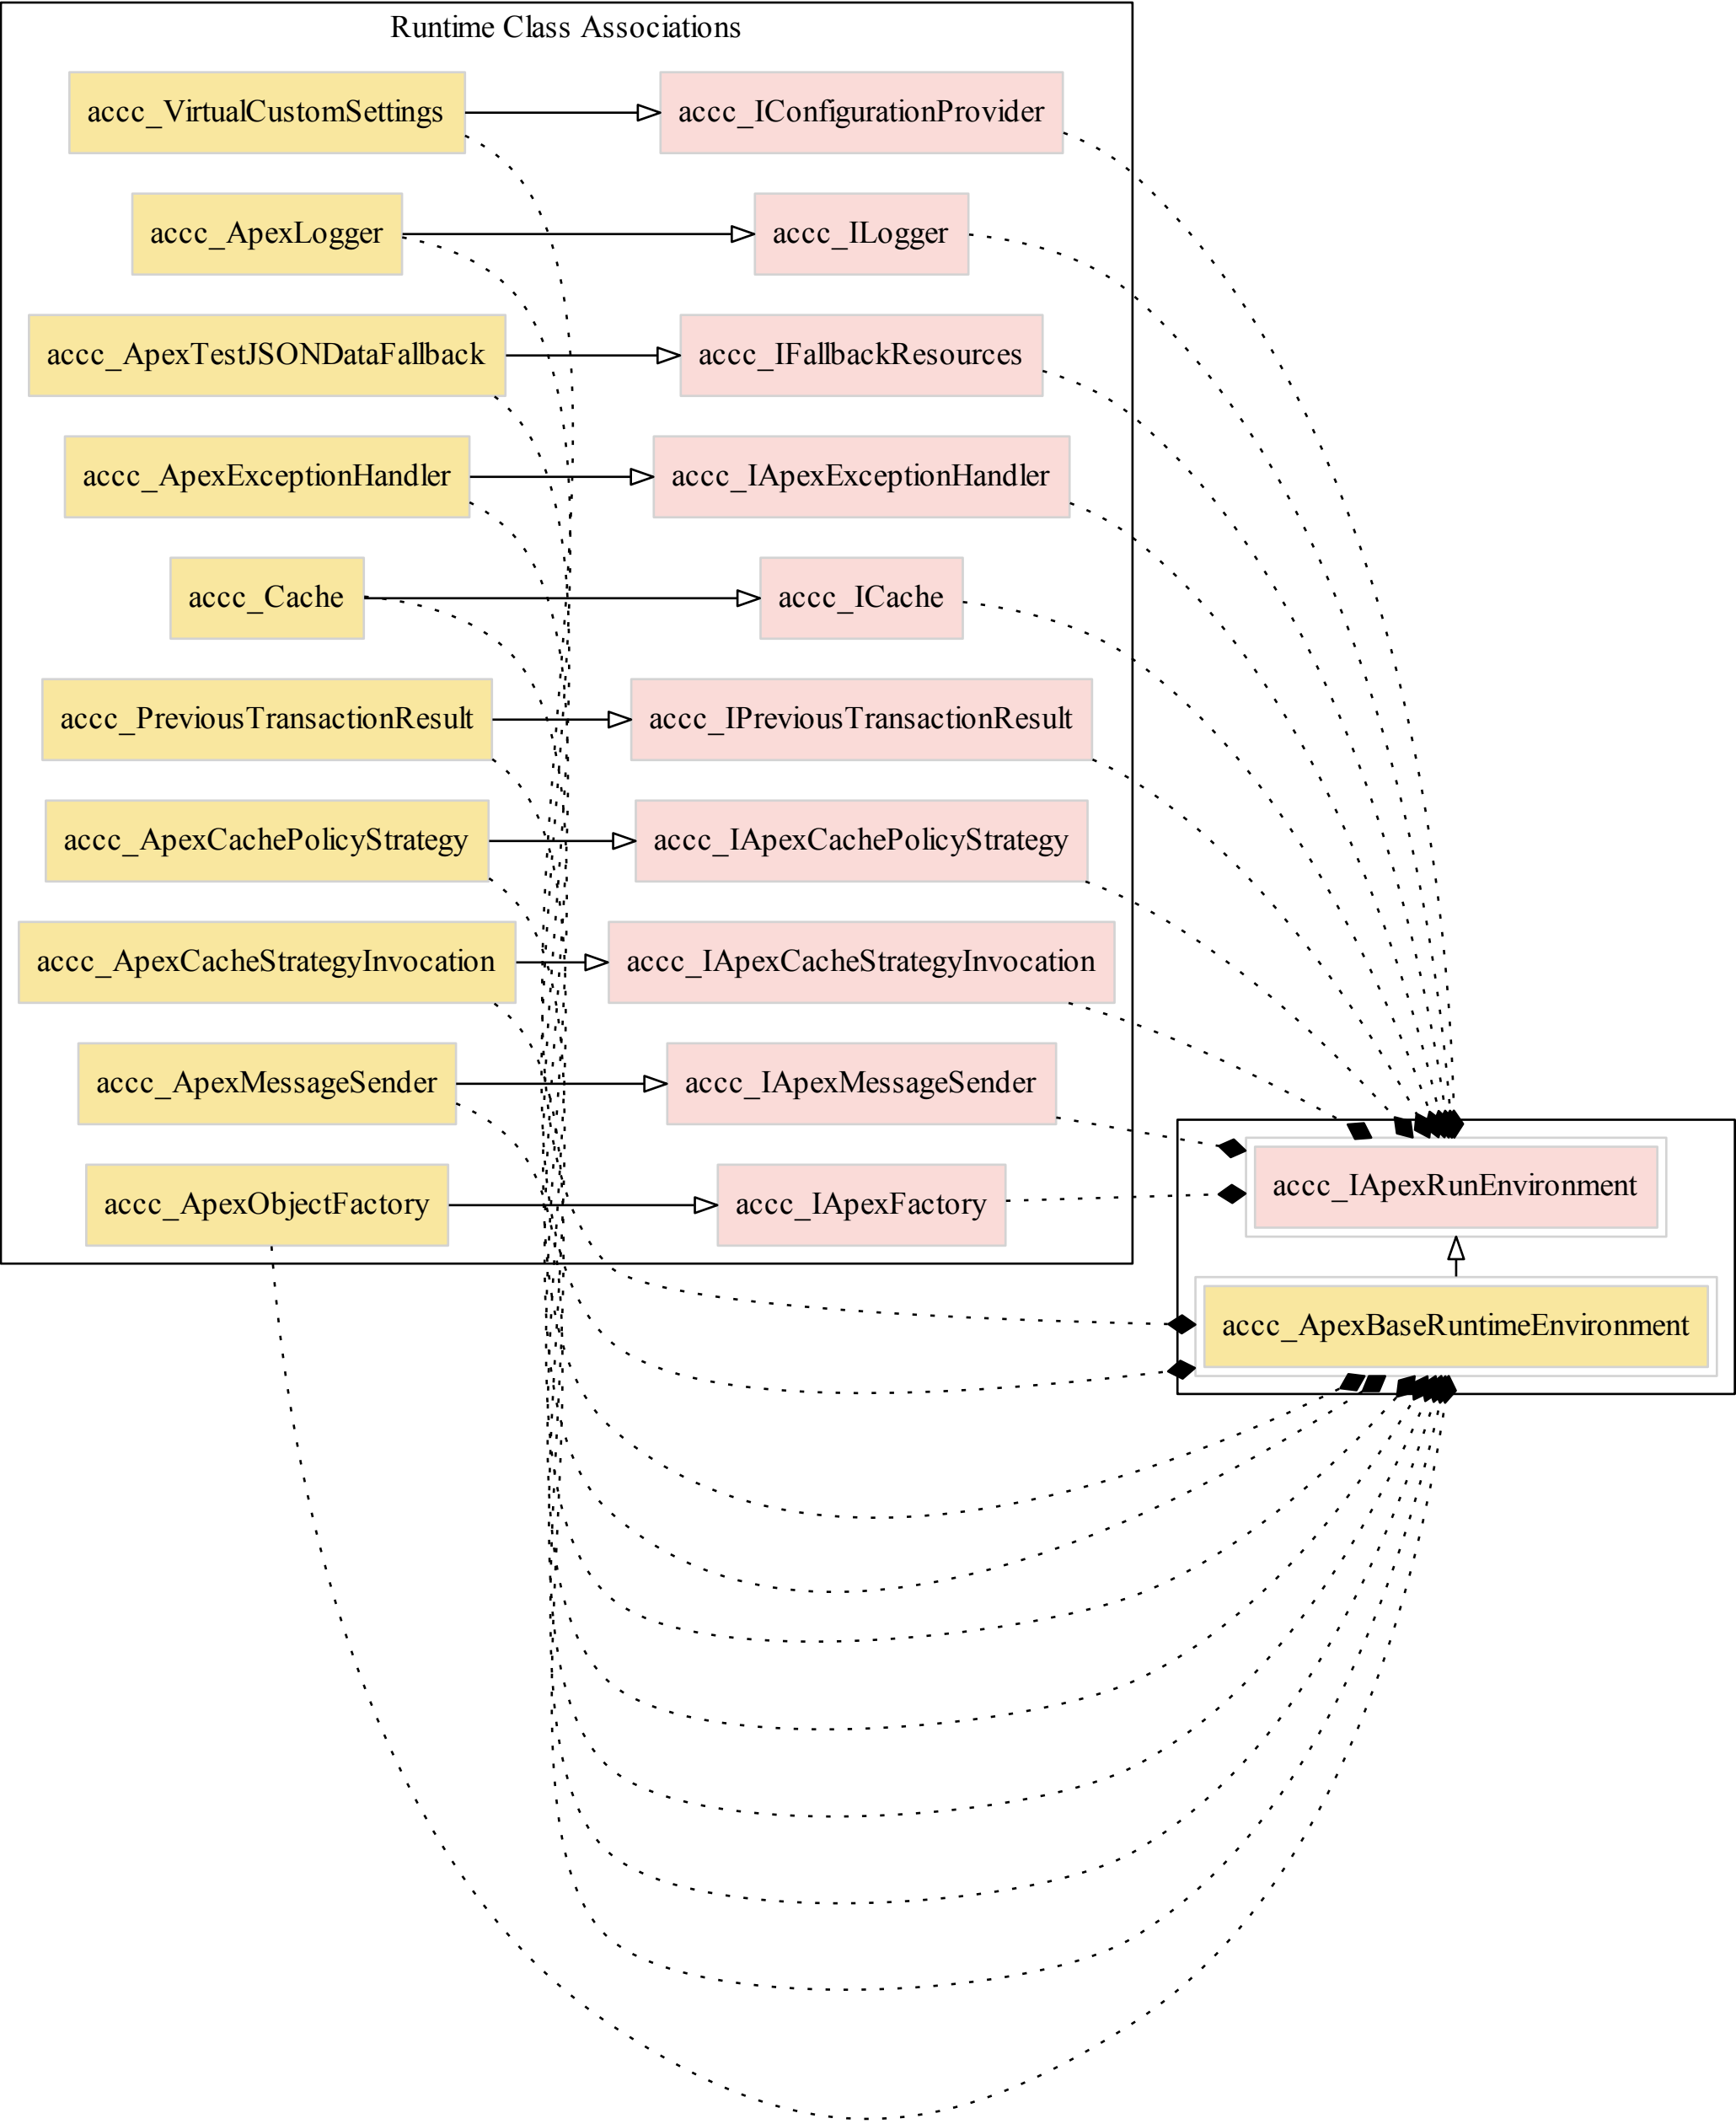 Runtime Class Associations
accc_VirtualCustomSettings
accc_IConfigurationProvider
accc_ApexLogger
accc_ILogger
accc_ApexTestJSONDataFallback
accc_IFallbackResources
accc_ApexExceptionHandler
accc_IApexExceptionHandler
accc_Cache
accc_ICache
accc_PreviousTransactionResult
accc_IPreviousTransactionResult
accc_ApexCachePolicyStrategy
accc_IApexCachePolicyStrategy
accc_ApexCacheStrategyInvocation
accc_IApexCacheStrategyInvocation
accc_ApexMessageSender
accc_IApexMessageSender
accc_ApexObjectFactory
accc_IApexFactory
accc_IApexRunEnvironment
accc_ApexBaseRuntimeEnvironment